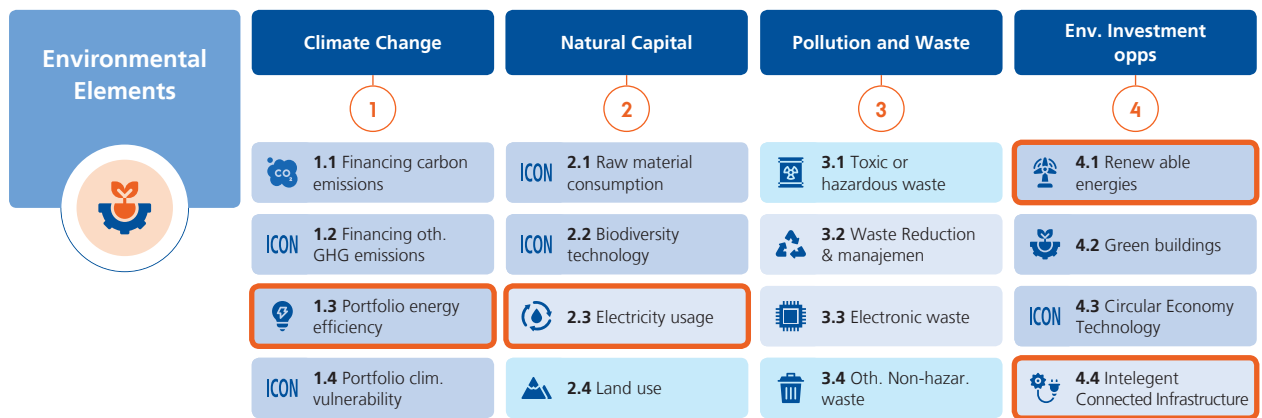 Environmental
Elements
Climate Change
1
1.1 Financing carbon
emissions
CO2
ICON
1.2 Financing oth.
GHG emissions
1.3 Portfolio energy
efficiency
ICON
1.4 Portfolio clim.
vulnerability
Natural Capital
2
ICON
2.1 Raw material
consumption
ICON
2.2 Biodiversity
technology
2.3 Electricity usage
2.4 Land use
Pollution and Waste
3
3.1 Toxic or
hazardous waste
3.2 Waste Reduction
& manajemen
3.3 Electronic waste
3.4 Oth. Non-hazar.
waste
Env. Investment
opps
4
4.1 Renew able
energies
4.2 Green buildings
ICON
4.3 Circular Economy
Technology
4.4 Intelegent
Connected Infrastructure